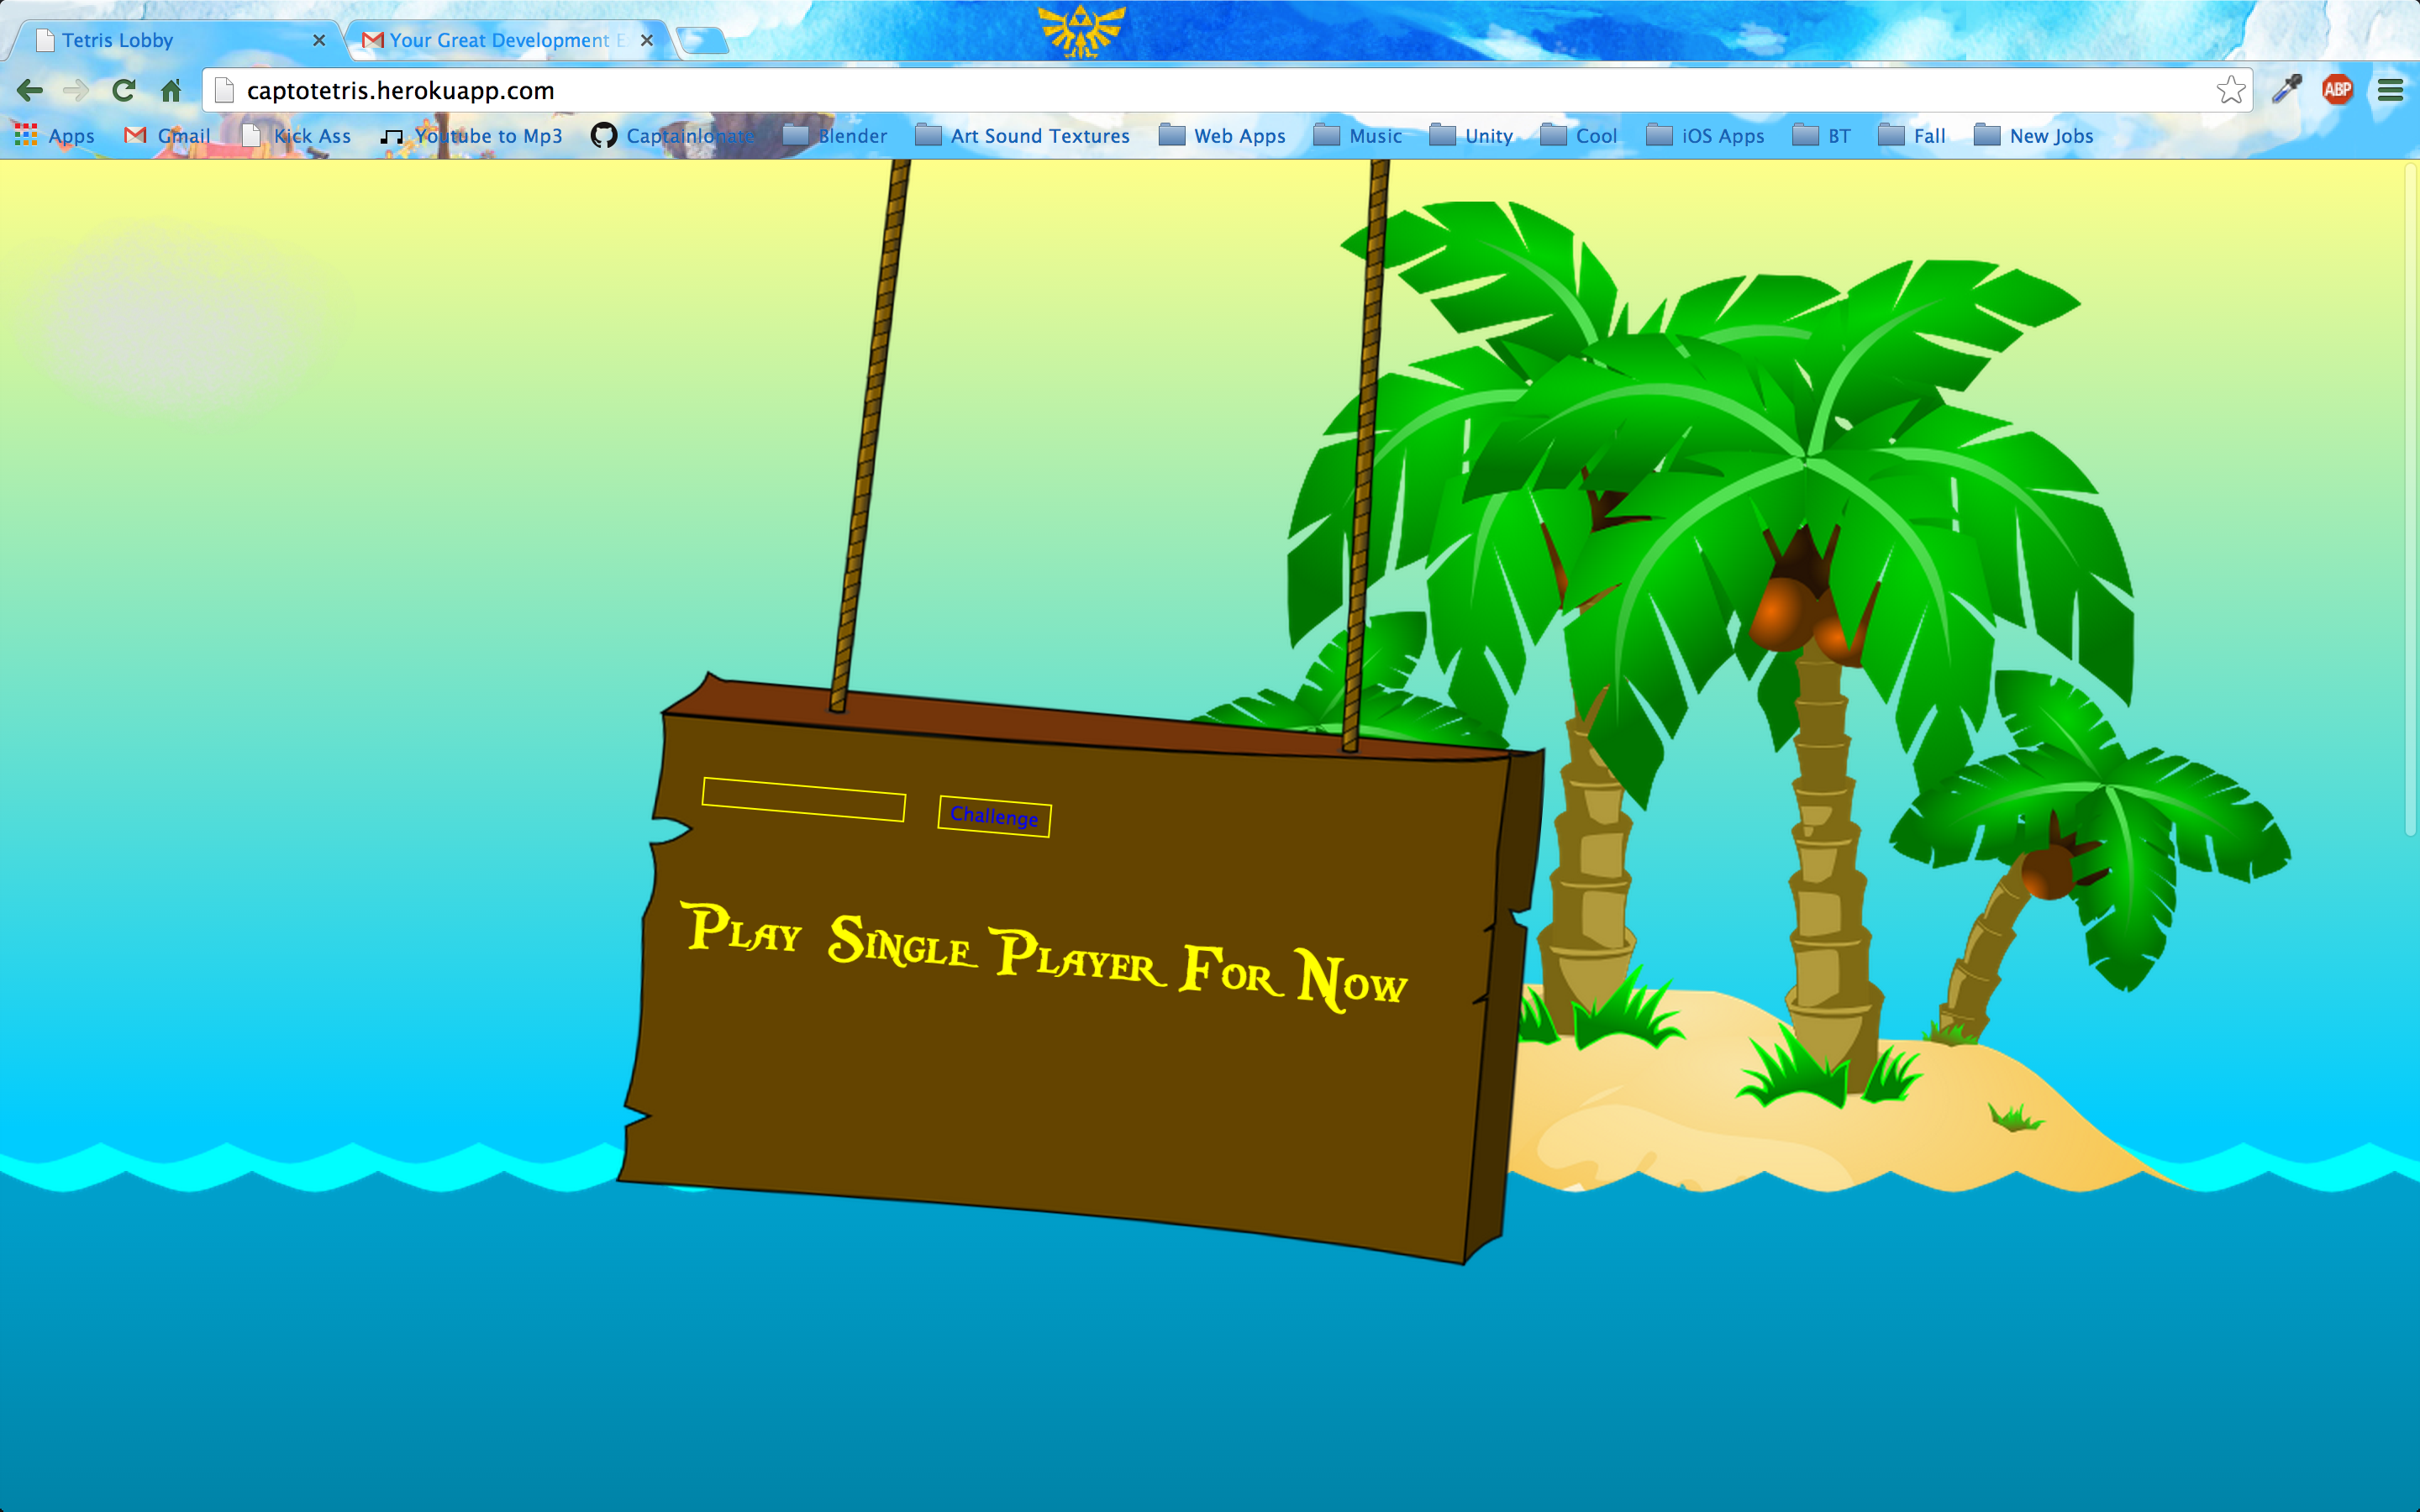 Tetris Lobby
Your Great Development E
captotetris.herokuapp.com
ABP
Apps Gmail Kick Ass Youtube to Mp3 Captainlonate Blender Art Sound Textures Web Apps Music Unity Cool iOS Apps BT Fall New Jobs
Challenge
Play Single Player For Now